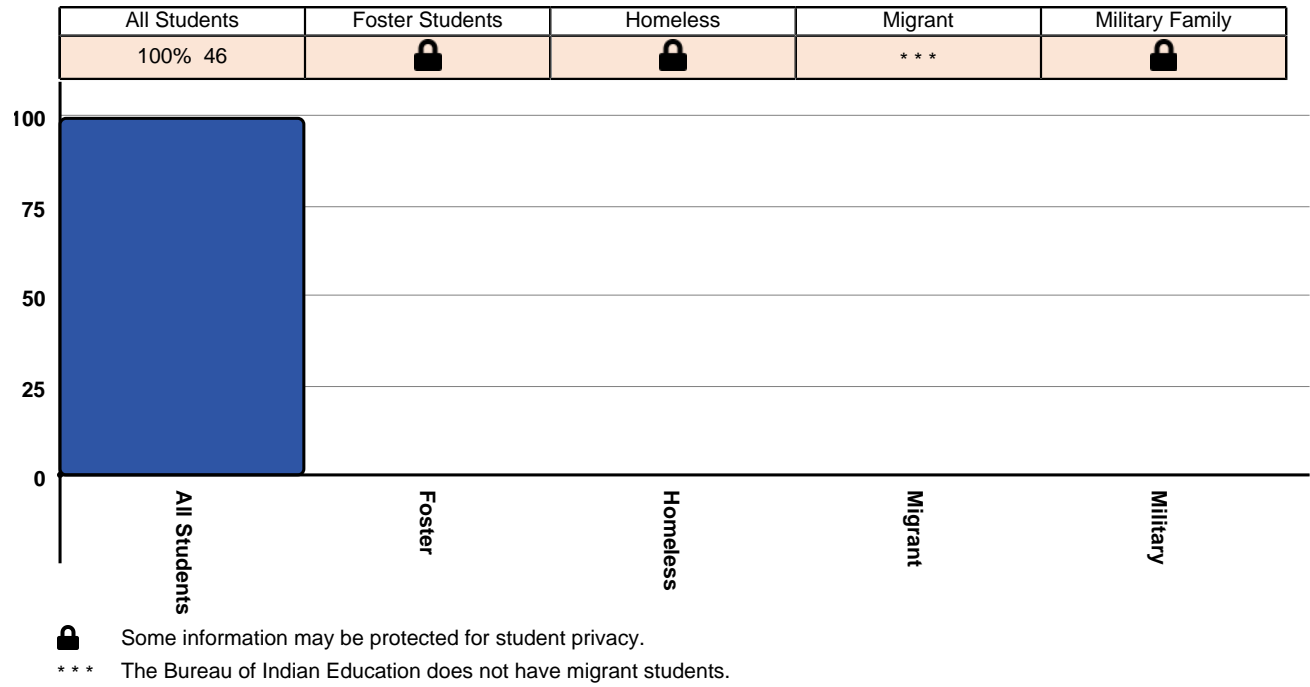 All Students Foster Students Homeless Migrant Military Family
100% 46 * * *
100
75
50
25
0
All Students
Foster
Homeless
Migrant
Military
Some information may be protected for student privacy.
* * * The Bureau of Indian Education does not have migrant students.